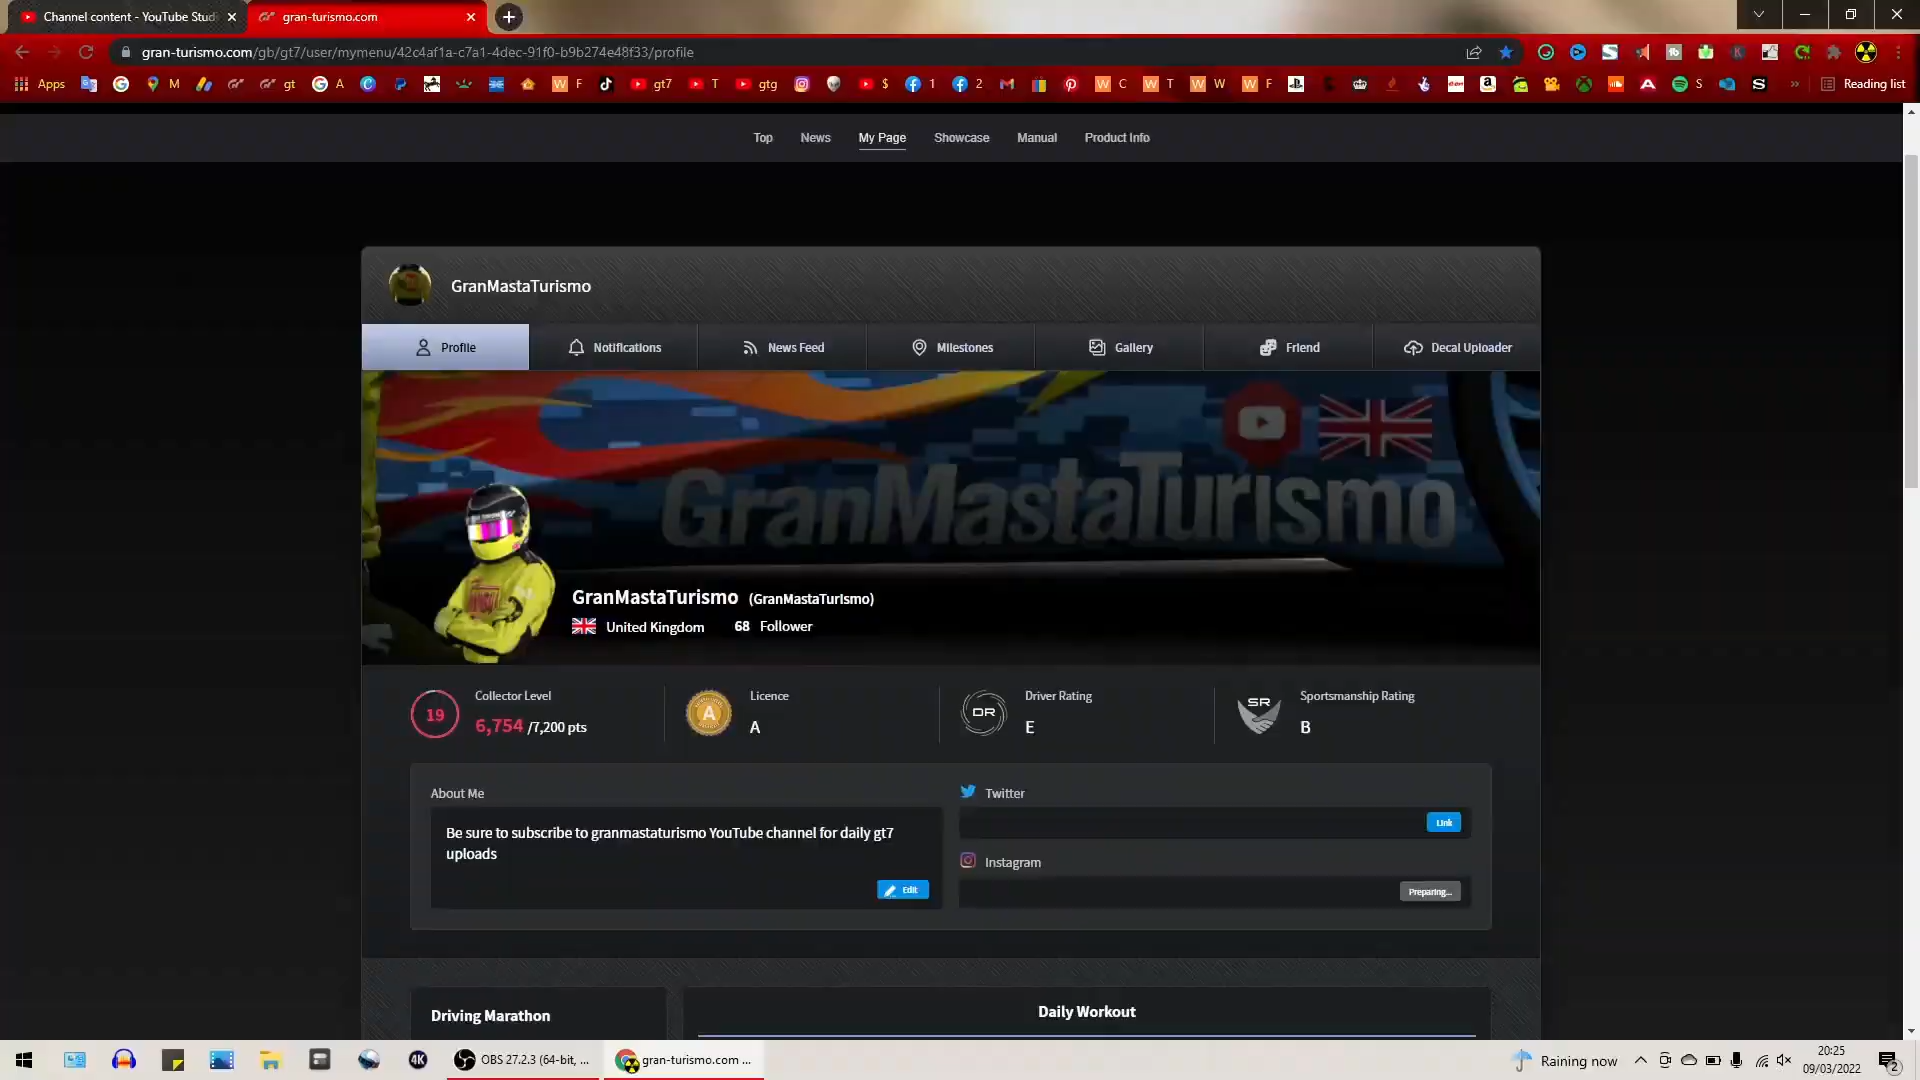 Channel content - YouTube Studi
gran-turismo.com
gran-turismo.com/gb/gt7/user/mymenu/42c4af1a-c7a1-4dec-91f0-b9b274e48f33/profile
Apps M gt A F gt7 T gtg $ 1 2 C T W F S Reading list
Top News My Page Showcase Manual Product Info
GranMastaTurismo
Profile Notifications News Feed Milestones Gallery Friend Decal Uploader
GranMastaTurismo
GranMastaTurismo (GranMastaTurismo)
United Kingdom 68 Follower
19 Collector Level 6,754 /7,200 pts
A Licence A
DR Driver Rating E
SR Sportsmanship Rating B
About Me
Be sure to subscribe to granmastaturismo YouTube channel for daily gt7
uploads
Edit
Twitter
Link
Instagram
Preparing...
Driving Marathon
Daily Workout
4K OBS 27.2.3 (64-bit, ... gran-turismo.com ... Raining now
20:25
09/03/2022
2